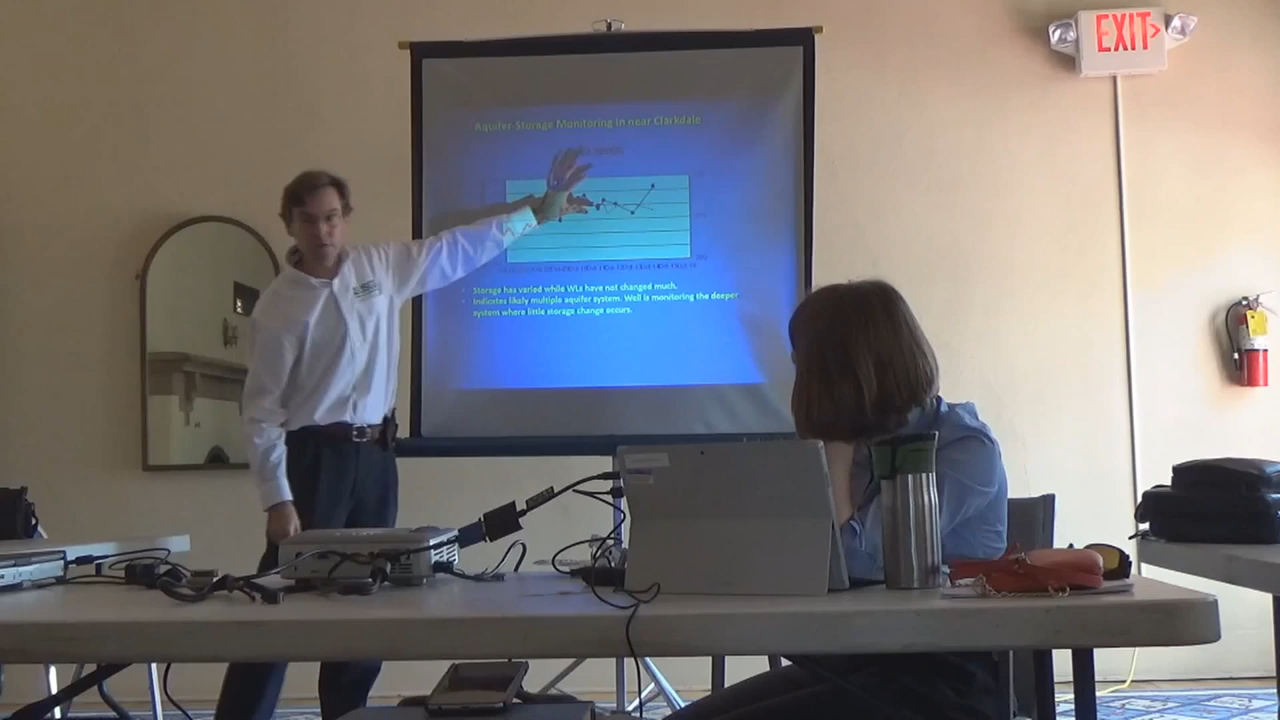 EXIT>
Aquifer-Storage Monitoring in near Clarkdale
• Storage has varied while WLs have not changed much.
• Indicates likely multiple aquifer system. Well is monitoring the deeper
system where little storage change occurs.